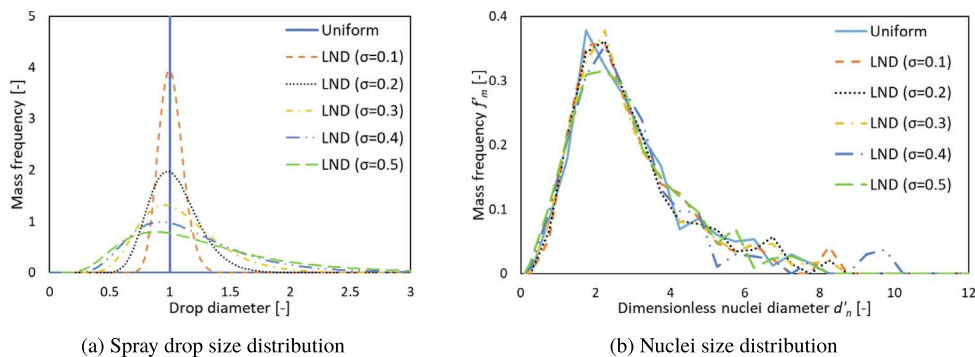 5
4
3
2
1
0
Mass frequency [-]
0 0.5 1 1.5 2 2.5 3
Drop diameter [-]
Uniform
LND (σ=0.1)
LND (σ=0.2)
LND (σ=0.3)
LND (σ=0.4)
LND (σ=0.5)
(a) Spray drop size distribution
0.4
0.3
0.2
0.1
0
Mass frequency f'm [-]
0 2 4 6 8 10 12
Dimensionless nuclei diameter d'n [-]
Uniform
LND (σ=0.1)
LND (σ=0.2)
LND (σ=0.3)
LND (σ=0.4)
LND (σ=0.5)
(b) Nuclei size distribution